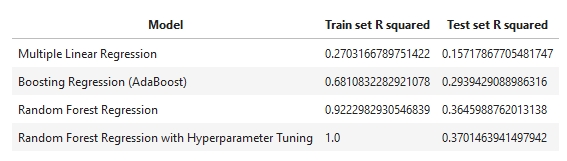 Model Train set R squared Test set R squared
Multiple Linear Regression 0.2703166789751422 0.15717867705481747
Boosting Regression (AdaBoost) 0.6810832282921078 0.2939429088986316
Random Forest Regression 0.9222982930546839 0.3645988762013138
Random Forest Regression with Hyperparameter Tuning 1.0 0.3701463941497942